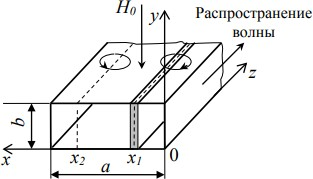 H₀
y
Распространение
волны
z
b
x
x₂
x₁
0
a